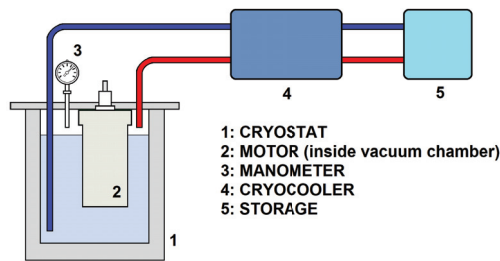 3
4
5
2
1
1: CRYOSTAT
2: MOTOR (inside vacuum chamber)
3: MANOMETER
4: CRYOCOOLER
5: STORAGE